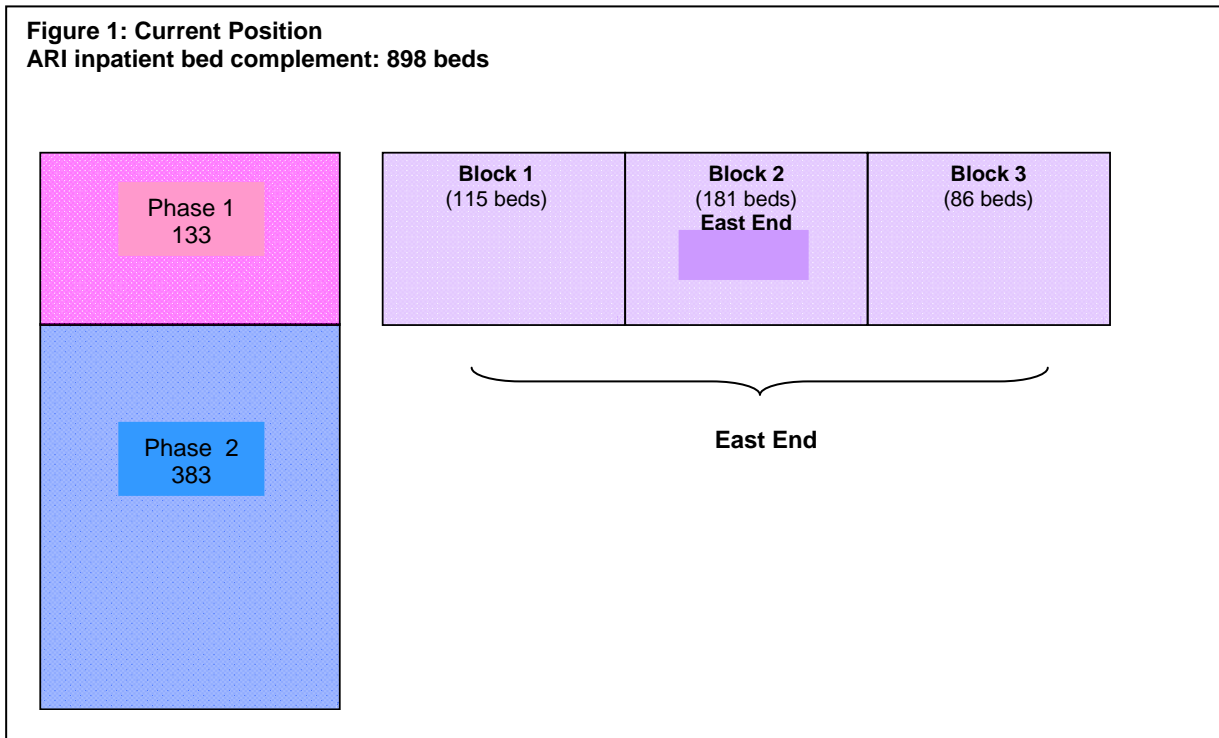 Figure 1: Current Position
ARI inpatient bed complement: 898 beds
Phase 1
133
Block 1
(115 beds)
Block 2
(181 beds)
East End
Block 3
(86 beds)
Phase 2
383
East End